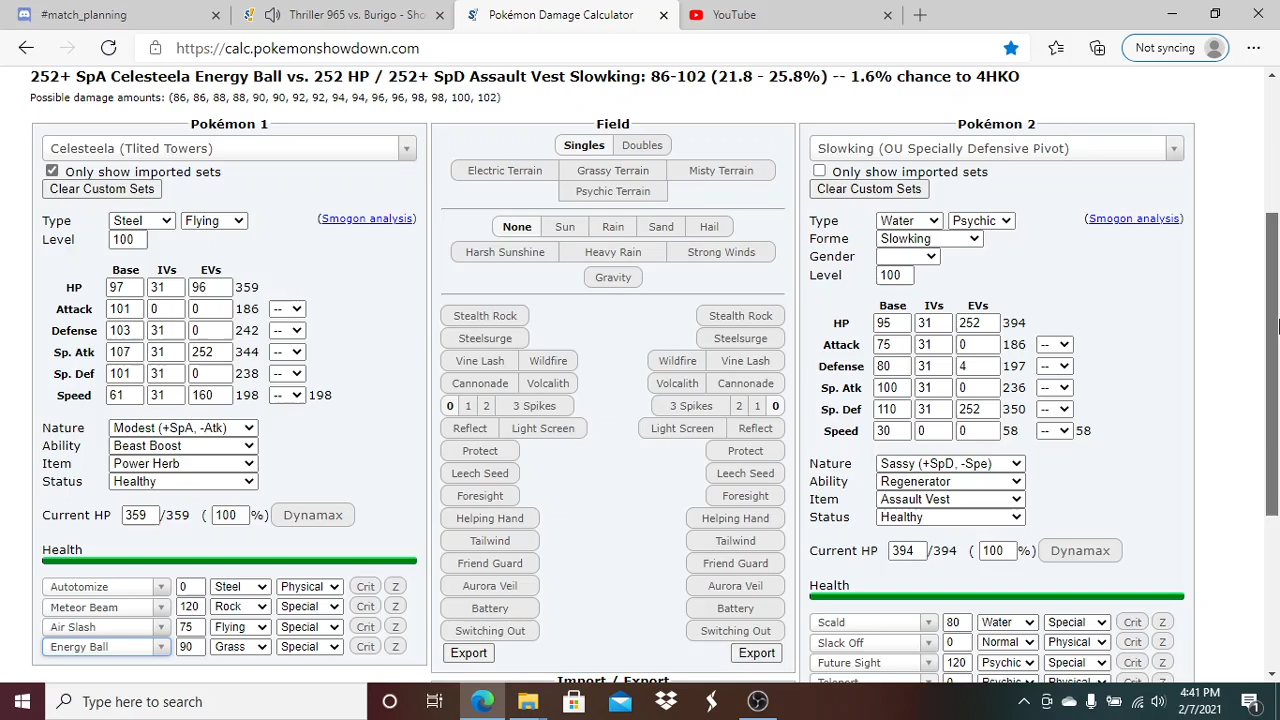 #match_planning
Thriller 965 vs. Burigo - Sho
Pokémon Damage Calculator
YouTube
https://calc.pokemonshowdown.com
Not syncing
252+ SpA Celesteela Energy Ball vs. 252 HP / 252+ SpD Assault Vest Slowking: 86-102 (21.8 - 25.8%) -- 1.6% chance to 4HKO
Possible damage amounts: (86, 86, 88, 88, 90, 90, 92, 92, 94, 94, 96, 96, 98, 98, 100, 102)
Pokémon 1
Celesteela (Tlited Towers)
Only show imported sets
Clear Custom Sets
Type Steel Flying (Smogon analysis)
Level 100
Base IVs EVs
HP 97 31 96 359
Attack 101 0 0 186 --
Defense 103 31 0 242 --
Sp. Atk 107 31 252 344 --
Sp. Def 101 31 0 238 --
Speed 61 31 160 198 -- 198
Nature Modest (+SpA, -Atk)
Ability Beast Boost
Item Power Herb
Status Healthy
Current HP 359 /359 ( 100 %) Dynamax
Health
Autotomize 0 Steel Physical Crit Z
Meteor Beam 120 Rock Special Crit Z
Air Slash 75 Flying Special Crit Z
Energy Ball 90 Grass Special Crit Z
Field
Singles Doubles
Electric Terrain Grassy Terrain Misty Terrain
Psychic Terrain
None Sun Rain Sand Hail
Harsh Sunshine Heavy Rain Strong Winds
Gravity
Stealth Rock Stealth Rock
Steelsurge Steelsurge
Vine Lash Wildfire Wildfire Vine Lash
Cannonade Volcalith Volcalith Cannonade
0 1 2 3 Spikes 3 Spikes 2 1 0
Reflect Light Screen Light Screen Reflect
Protect Protect
Leech Seed Leech Seed
Foresight Foresight
Helping Hand Helping Hand
Tailwind Tailwind
Friend Guard Friend Guard
Aurora Veil Aurora Veil
Battery Battery
Switching Out Switching Out
Export Export
Import / Export
Pokémon 2
Slowking (OU Specially Defensive Pivot)
Only show imported sets
Clear Custom Sets
Type Water Psychic (Smogon analysis)
Forme Slowking
Gender
Level 100
Base IVs EVs
HP 95 31 252 394
Attack 75 31 0 186 --
Defense 80 31 4 197 --
Sp. Atk 100 31 0 236 --
Sp. Def 110 31 252 350 --
Speed 30 0 0 58 -- 58
Nature Sassy (+SpD, -Spe)
Ability Regenerator
Item Assault Vest
Status Healthy
Current HP 394 /394 ( 100 %) Dynamax
Health
Scald 80 Water Special Crit Z
Slack Off 0 Normal Physical Crit Z
Future Sight 120 Psychic Special Crit Z
Teleport 0 Psychic Physical Crit Z
Type here to search
4:41 PM
2/7/2021
1